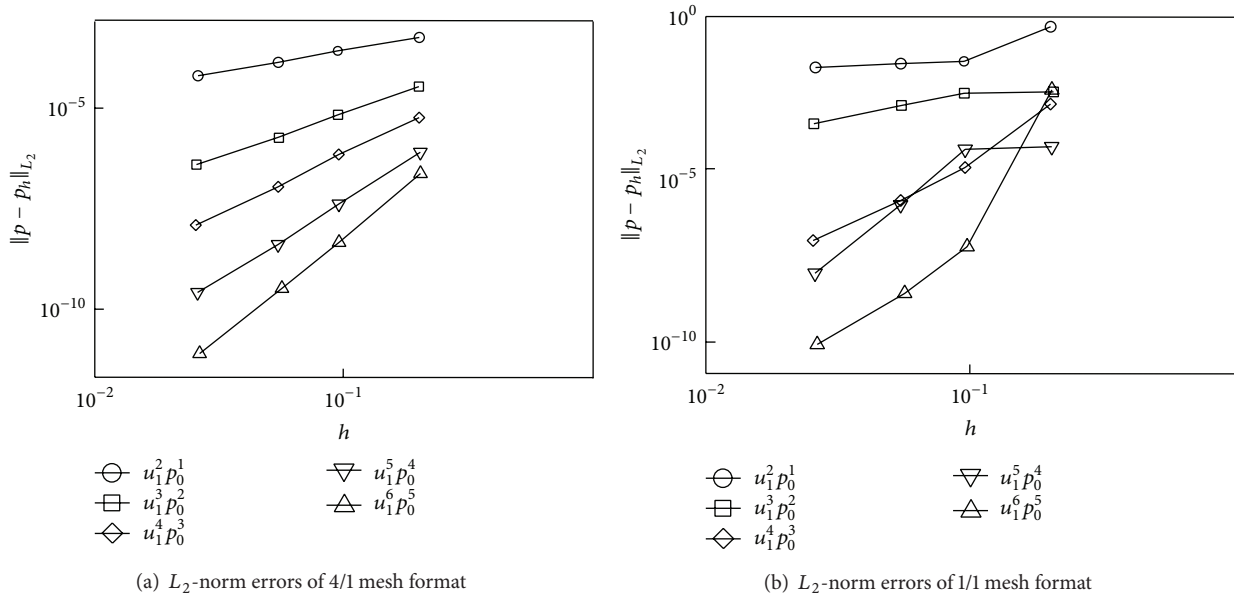 10^{-5}
10^{-10}
‖p − p_h‖_{L_2}
10^{-2}
10^{-1}
h
u_1^2 p_0^1
u_1^3 p_0^2
u_1^4 p_0^3
u_1^5 p_0^4
u_1^6 p_0^5
(a) L_2-norm errors of 4/1 mesh format
10^0
10^{-5}
10^{-10}
‖p − p_h‖_{L_2}
10^{-2}
10^{-1}
h
u_1^2 p_0^1
u_1^3 p_0^2
u_1^4 p_0^3
u_1^5 p_0^4
u_1^6 p_0^5
(b) L_2-norm errors of 1/1 mesh format